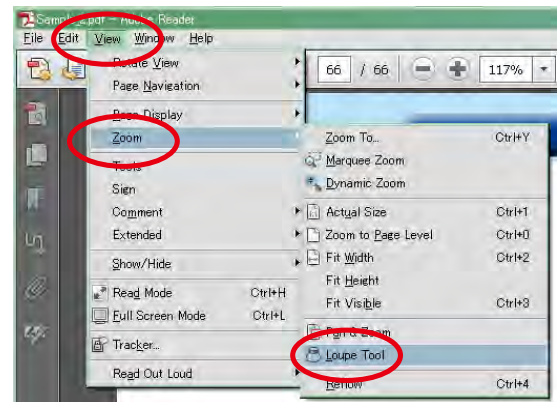 Sample.pdf - Adobe Reader
File Edit View Window Help
Rotate View
Page Navigation
66 / 66 117%
Page Display
Zoom
Tools
Sign
Comment
Extended
Show/Hide
Read Mode Ctrl+H
Full Screen Mode Ctrl+L
Tracker...
Read Out Loud
Zoom To... Ctrl+Y
Marquee Zoom
Dynamic Zoom
Actual Size Ctrl+1
Zoom to Page Level Ctrl+0
Fit Width Ctrl+2
Fit Height
Fit Visible Ctrl+3
Pan & Zoom
Loupe Tool
Reflow Ctrl+4